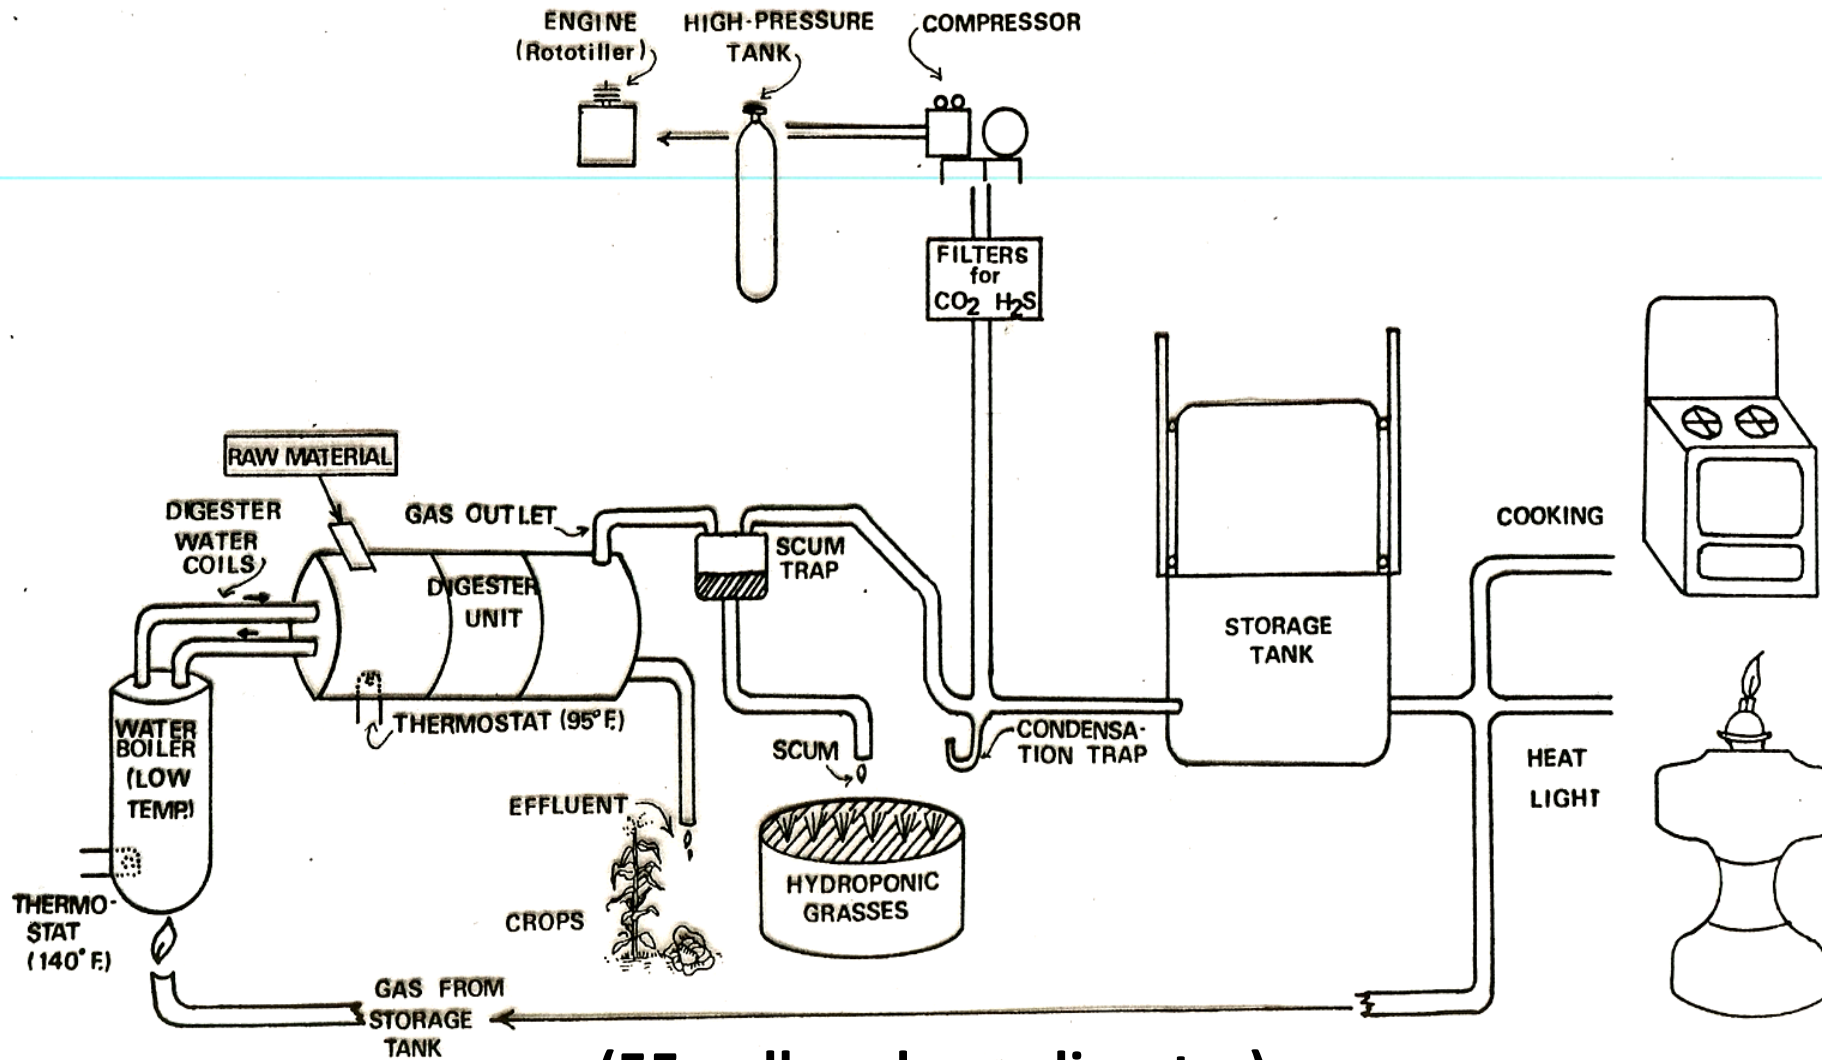 ENGINE
(Rototiller)
HIGH-PRESSURE
TANK
COMPRESSOR
FILTERS
for
CO2 H2S
RAW MATERIAL
DIGESTER
WATER
COILS
GAS OUTLET
SCUM
TRAP
DIGESTER
UNIT
COOKING
STORAGE
TANK
THERMOSTAT (95°F.)
WATER
BOILER
(LOW
TEMP.)
SCUM
CONDENSA-
TION TRAP
HEAT
LIGHT
EFFLUENT
HYDROPONIC
GRASSES
CROPS
THERMO-
STAT
(140°F.)
GAS FROM
STORAGE
TANK